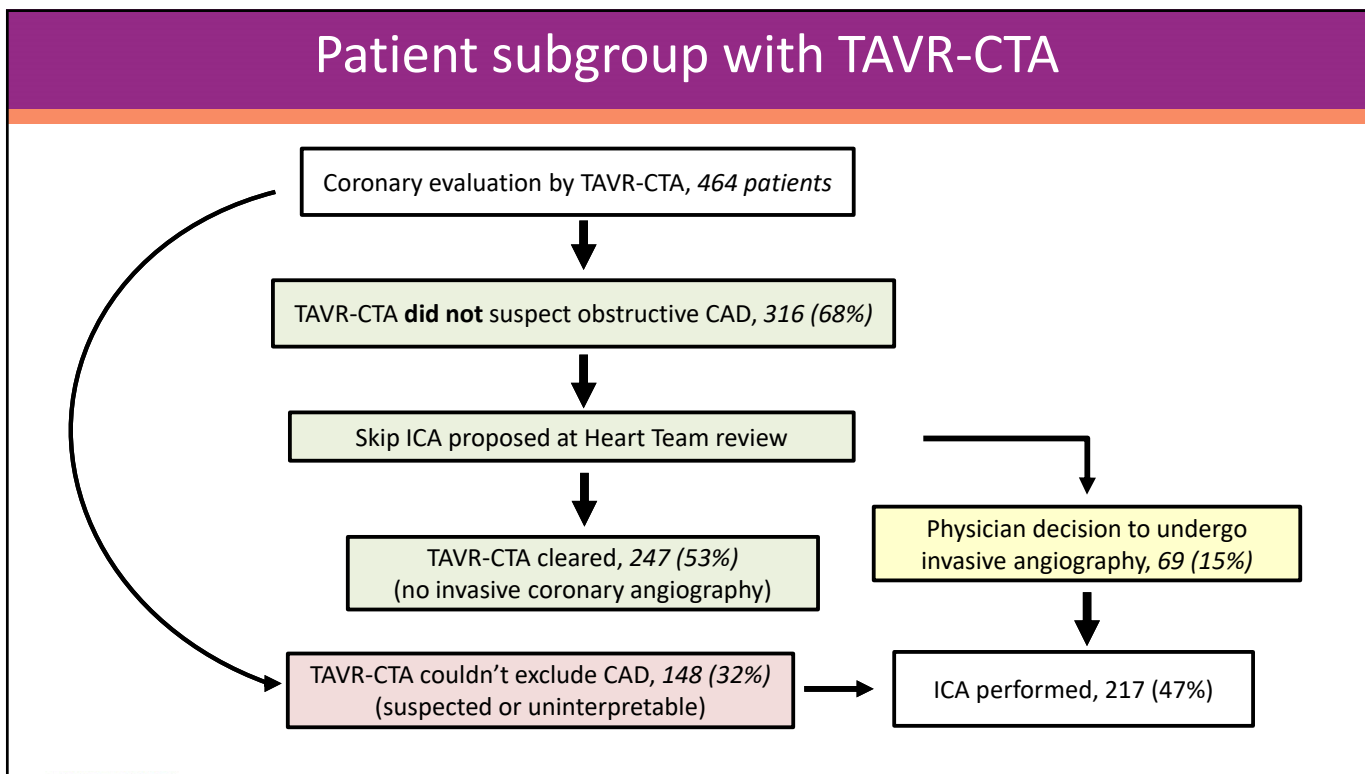 Patient subgroup with TAVR-CTA
Coronary evaluation by TAVR-CTA, 464 patients
TAVR-CTA did not suspect obstructive CAD, 316 (68%)
Skip ICA proposed at Heart Team review
TAVR-CTA cleared, 247 (53%)
(no invasive coronary angiography)
Physician decision to undergo
invasive angiography, 69 (15%)
TAVR-CTA couldn’t exclude CAD, 148 (32%)
(suspected or uninterpretable)
ICA performed, 217 (47%)